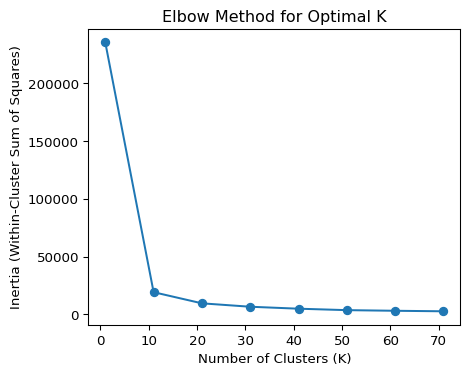 Elbow Method for Optimal K
Inertia (Within-Cluster Sum of Squares)
200000
150000
100000
50000
0
0 10 20 30 40 50 60 70
Number of Clusters (K)